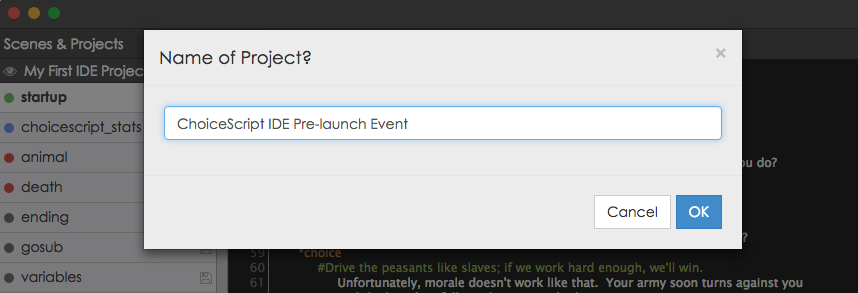 Scenes & Projects
Name of Project?
×
My First IDE Projec
startup
ChoiceScript IDE Pre-launch Event
choicescript_stats
animal
ou do?
death
ending
Cancel
OK
gosub
?
59
*choice
60
#Drive the peasants like slaves; if we work hard enough, we'll win.
variables
61
Unfortunately, morale doesn't work like that. Your army soon turns against you